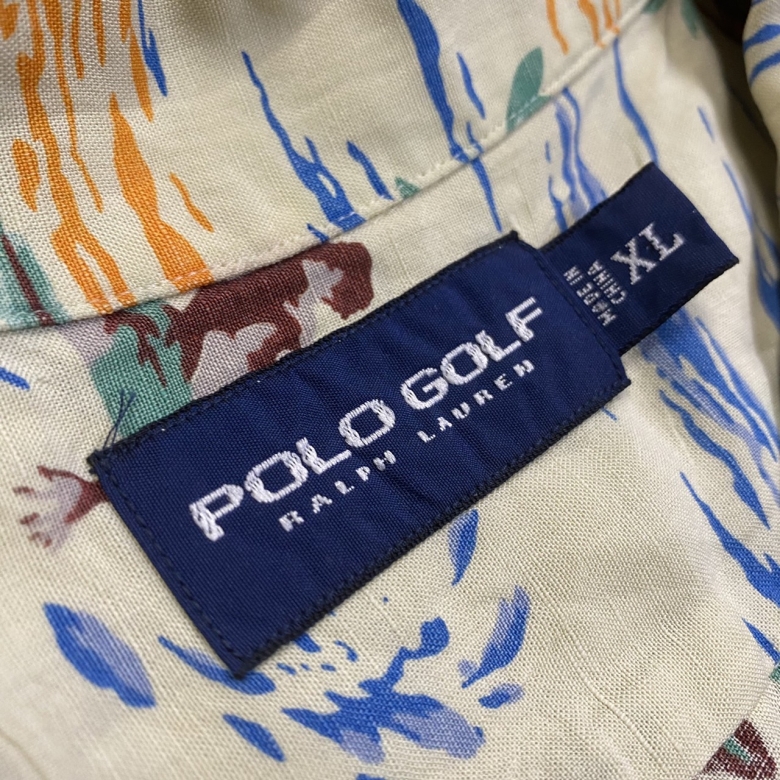 POLO GOLF
RALPH LAUREN
MADE IN
CHINA
XL